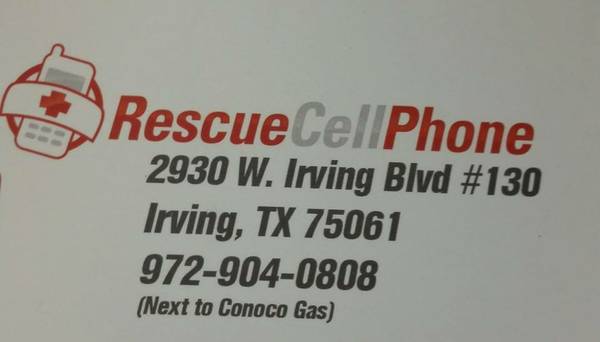 RescueCellPhone
2930 W. Irving Blvd #130
Irving, TX 75061
972-904-0808
(Next to Conoco Gas)